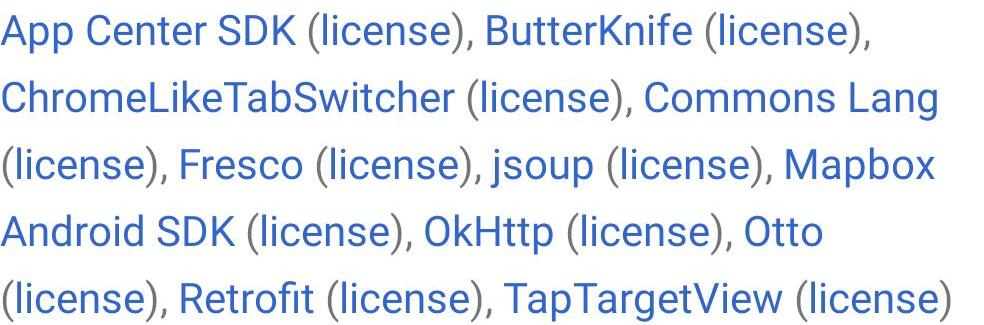 App Center SDK (license), ButterKnife (license),
ChromeLikeTabSwitcher (license), Commons Lang
(license), Fresco (license), jsoup (license), Mapbox
Android SDK (license), OkHttp (license), Otto
(license), Retrofit (license), TapTargetView (license)